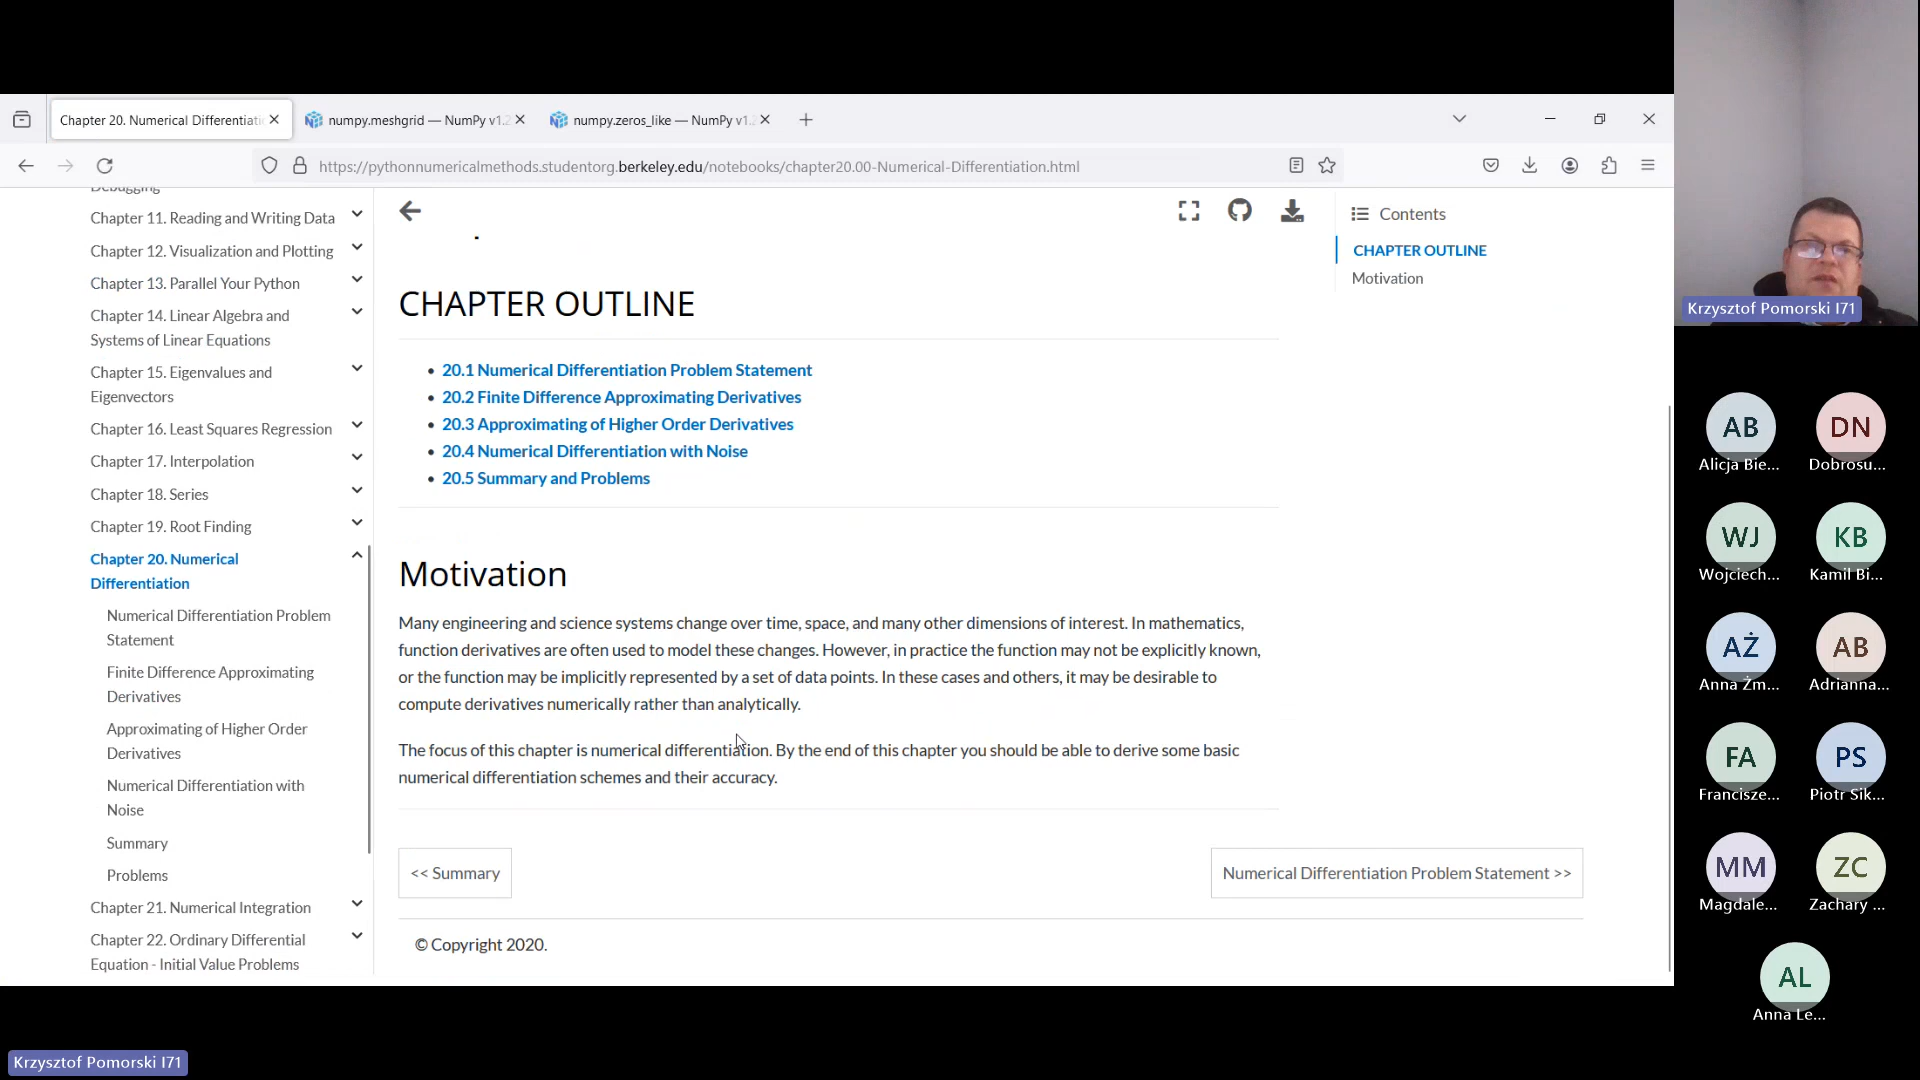 Chapter 20. Numerical Differentiati
numpy.meshgrid — NumPy v1.2
numpy.zeros_like — NumPy v1.2
https://pythonnumericalmethods.studentorg.berkeley.edu/notebooks/chapter20.00-Numerical-Differentiation.html
Debugging
Chapter 11. Reading and Writing Data
Chapter 12. Visualization and Plotting
Chapter 13. Parallel Your Python
Chapter 14. Linear Algebra and
Systems of Linear Equations
Chapter 15. Eigenvalues and
Eigenvectors
Chapter 16. Least Squares Regression
Chapter 17. Interpolation
Chapter 18. Series
Chapter 19. Root Finding
Chapter 20. Numerical
Differentiation
Numerical Differentiation Problem
Statement
Finite Difference Approximating
Derivatives
Approximating of Higher Order
Derivatives
Numerical Differentiation with
Noise
Summary
Problems
Chapter 21. Numerical Integration
Chapter 22. Ordinary Differential
Equation - Initial Value Problems
CHAPTER OUTLINE
• 20.1 Numerical Differentiation Problem Statement
• 20.2 Finite Difference Approximating Derivatives
• 20.3 Approximating of Higher Order Derivatives
• 20.4 Numerical Differentiation with Noise
• 20.5 Summary and Problems
Motivation
Many engineering and science systems change over time, space, and many other dimensions of interest. In mathematics,
function derivatives are often used to model these changes. However, in practice the function may not be explicitly known,
or the function may be implicitly represented by a set of data points. In these cases and others, it may be desirable to
compute derivatives numerically rather than analytically.
The focus of this chapter is numerical differentiation. By the end of this chapter you should be able to derive some basic
numerical differentiation schemes and their accuracy.
<< Summary
Numerical Differentiation Problem Statement >>
© Copyright 2020.
Contents
CHAPTER OUTLINE
Motivation
Krzysztof Pomorski I71
AB
Alicja Bie...
DN
Dobrosu...
WJ
Wojciech...
KB
Kamil Bi...
AŻ
Anna Żm...
AB
Adrianna...
FA
Francisze...
PS
Piotr Sik...
MM
Magdale...
ZC
Zachary ...
AL
Anna Le...
Krzysztof Pomorski I71